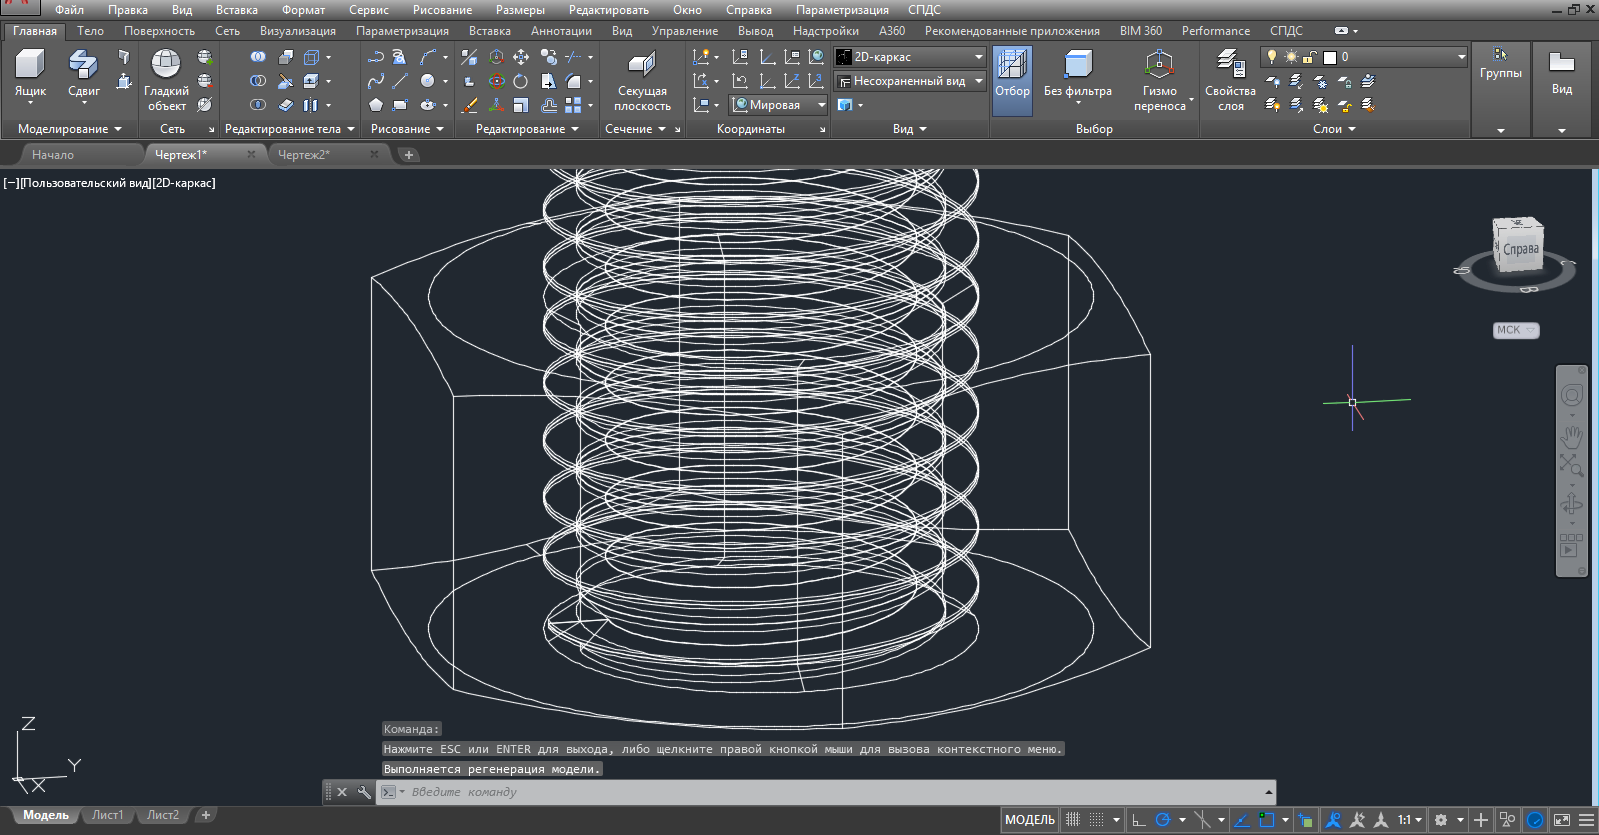 Файл Правка Вид Вставка Формат Сервис Рисование Размеры Редактировать Окно Справка Параметризация СПДС
Главная Тело Поверхность Сеть Визуализация Параметризация Вставка Аннотации Вид Управление Вывод Надстройки A360 Рекомендованные приложения BIM 360 Performance СПДС
2D-каркас
0
Несохраненный вид
Мировая
Ящик
Сдвиг
Гладкий объект
Секущая плоскость
Отбор
Без фильтра
Гизмо переноса
Свойства слоя
Группы
Вид
Моделирование Сеть Редактирование тела Рисование Редактирование Сечение Координаты Вид Выбор Слои
Начало Чертеж1* Чертеж2*
[−][Пользовательский вид][2D-каркас]
Справа
В
МСК
Z
Y
X
Команда:
Нажмите ESC или ENTER для выхода, либо щелкните правой кнопкой мыши для вызова контекстного меню.
Выполняется регенерация модели.
Введите команду
Модель Лист1 Лист2
МОДЕЛЬ
1:1